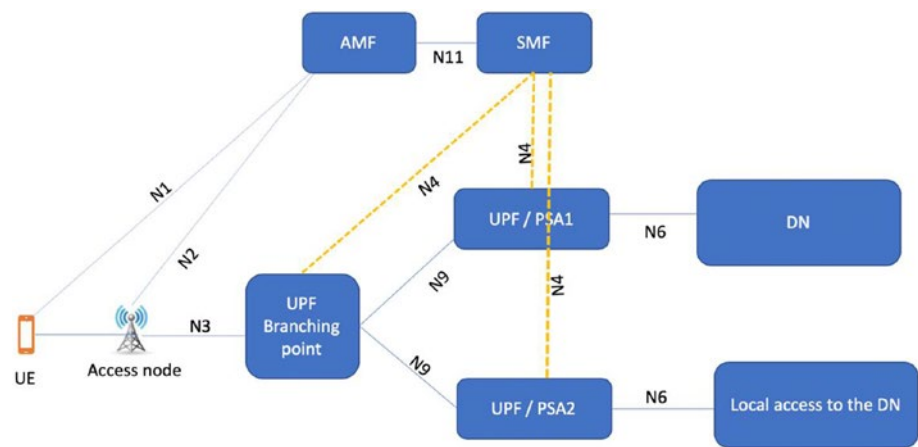 AMF
N11
SMF
N1
N2
N4
N4
UPF / PSA1
N6
DN
N9
N4
UE
Access node
N3
UPF
Branching
point
N9
UPF / PSA2
N6
Local access to the DN